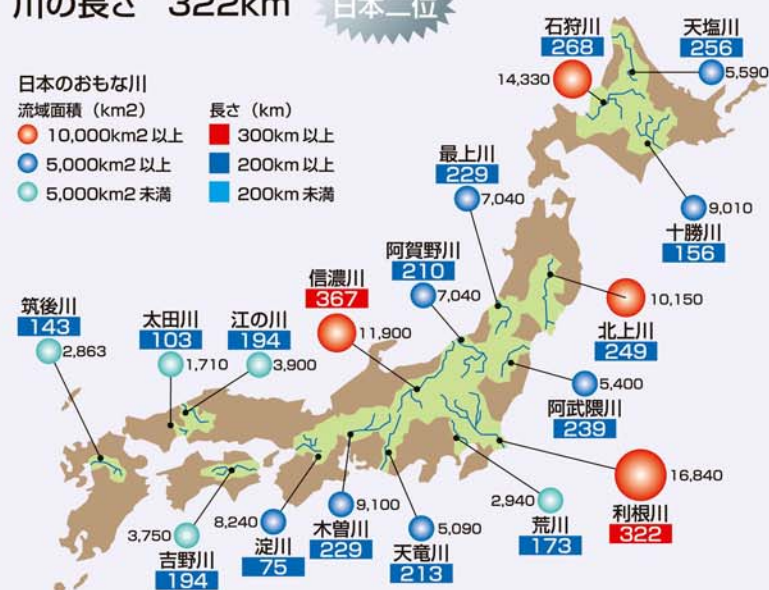 川の長さ 322km
日本二位
日本のおもな川
流域面積（km2） 長さ（km）
10,000km2 以上 300km 以上
5,000km2 以上 200km 以上
5,000km2 未満 200km 未満
石狩川
268
14,330
天塩川
256
5,590
9,010
十勝川
156
最上川
229
7,040
阿賀野川
210
7,040
信濃川
367
11,900
10,150
北上川
249
5,400
阿武隈川
239
筑後川
143
2,863
太田川
103
1,710
江の川
194
3,900
16,840
利根川
322
2,940
荒川
173
5,090
天竜川
213
9,100
木曽川
229
8,240
淀川
75
3,750
吉野川
194